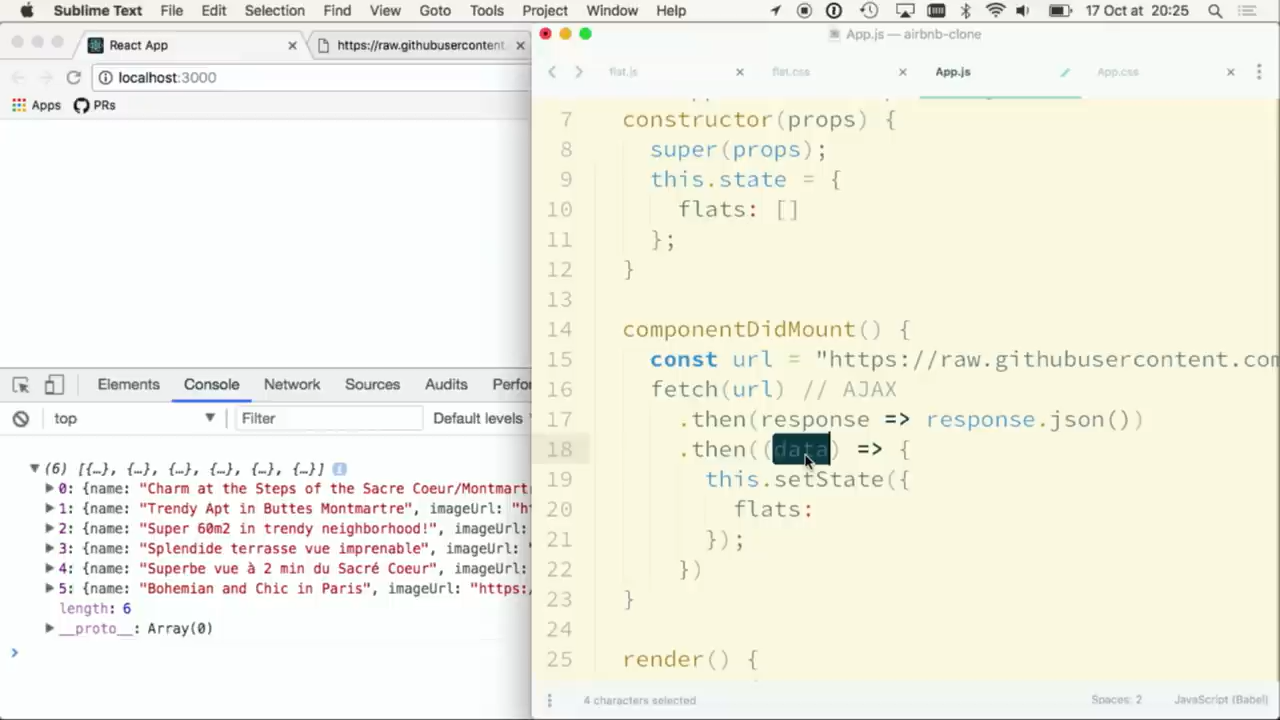 Sublime Text File Edit Selection Find View Goto Tools Project Window Help 17 Oct at 20:25
React App
https://raw.githubusercontent
localhost:3000
Apps PRs
Elements Console Network Sources Audits Perfor
top Filter Default levels
(6) [{…}, {…}, {…}, {…}, {…}, {…}]
0: {name: "Charm at the Steps of the Sacre Coeur/Montmartr
1: {name: "Trendy Apt in Buttes Montmartre", imageUrl: "ht
2: {name: "Super 60m2 in trendy neighborhood!", imageUrl:
3: {name: "Splendide terrasse vue imprenable", imageUrl: "
4: {name: "Superbe vue à 2 min du Sacré Coeur", imageUrl:
5: {name: "Bohemian and Chic in Paris", imageUrl: "https:/
length: 6
__proto__: Array(0)
App.js — airbnb-clone
flat.js flat.css App.js App.css
7 constructor(props) {
8 super(props);
9 this.state = {
10 flats: []
11 };
12 }
13
14 componentDidMount() {
15 const url = "https://raw.githubusercontent.com
16 fetch(url) // AJAX
17 .then(response => response.json())
18 .then((data) => {
19 this.setState({
20 flats:
21 });
22 })
23 }
24
25 render() {
4 characters selected Spaces: 2 JavaScript (Babel)